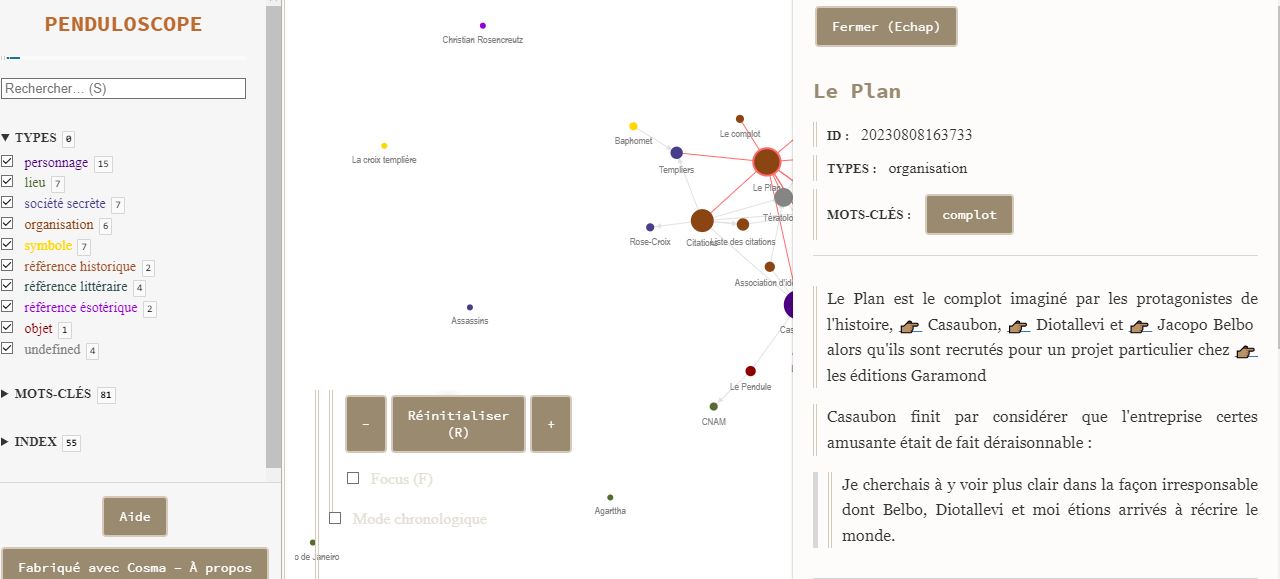 PENDULOSCOPE
Rechercher… (S)
TYPES 0
personnage 15
lieu 7
société secrète 7
organisation 6
symbole 7
référence historique 2
référence littéraire 4
référence ésotérique 2
objet 1
undefined 4
MOTS-CLÉS 81
INDEX 55
Aide
Fabriqué avec Cosma – À propos
Christian Rosencreutz
La croix templière
Baphomet
Le complot
Templiers
Le Plan
Tératolo
Rose-Croix
Citations
Liste des citations
Association d'id
Assassins
Cas
Le Pendule
CNAM
Agarttha
o de Janeiro
–
Réinitialiser
(R)
+
Focus (F)
Mode chronologique
Fermer (Echap)
Le Plan
ID : 20230808163733
TYPES : organisation
MOTS-CLÉS : complot
Le Plan est le complot imaginé par les protagonistes de
l'histoire, Casaubon, Diotallevi et Jacopo Belbo
alors qu'ils sont recrutés pour un projet particulier chez
les éditions Garamond
Casaubon finit par considérer que l'entreprise certes
amusante était de fait déraisonnable :
Je cherchais à y voir plus clair dans la façon irresponsable
dont Belbo, Diotallevi et moi étions arrivés à récrire le
monde.